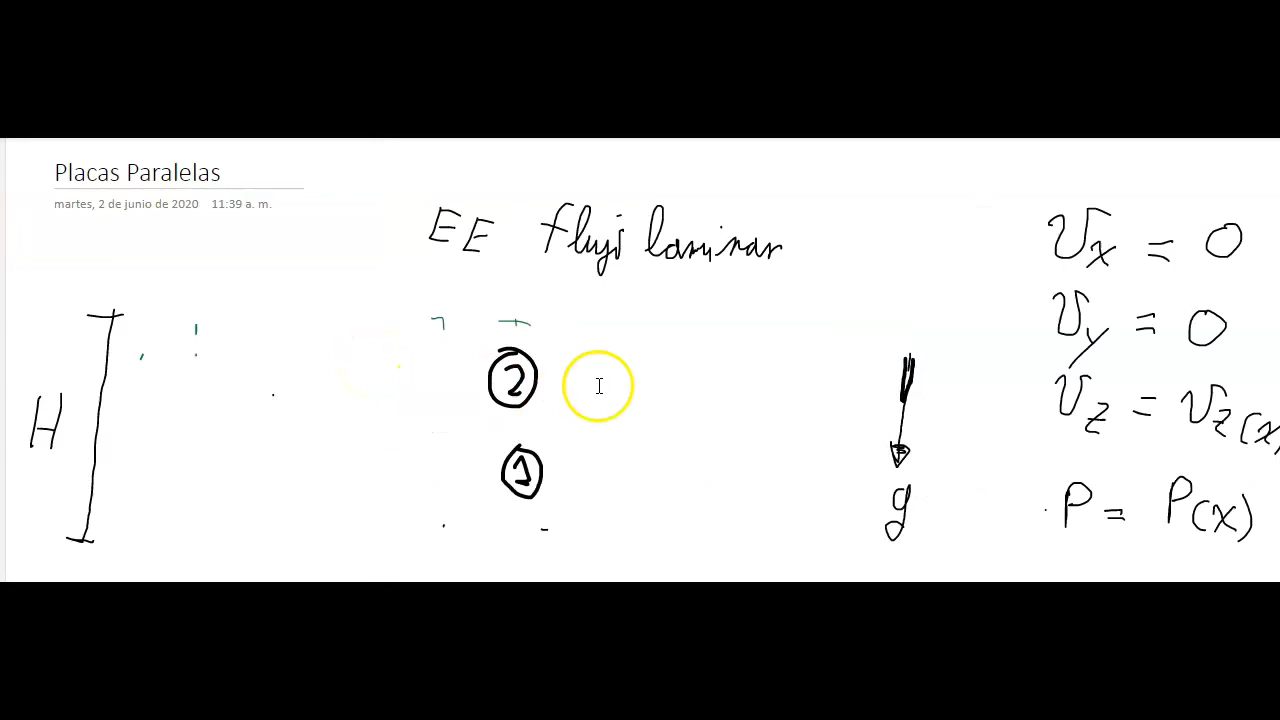 Placas Paralelas
martes, 2 de junio de 2020 11:39 a. m.
EE flujo laminar
H
2
1
g
Vx = 0
Vy = 0
Vz = Vz(x)
P = P(x)